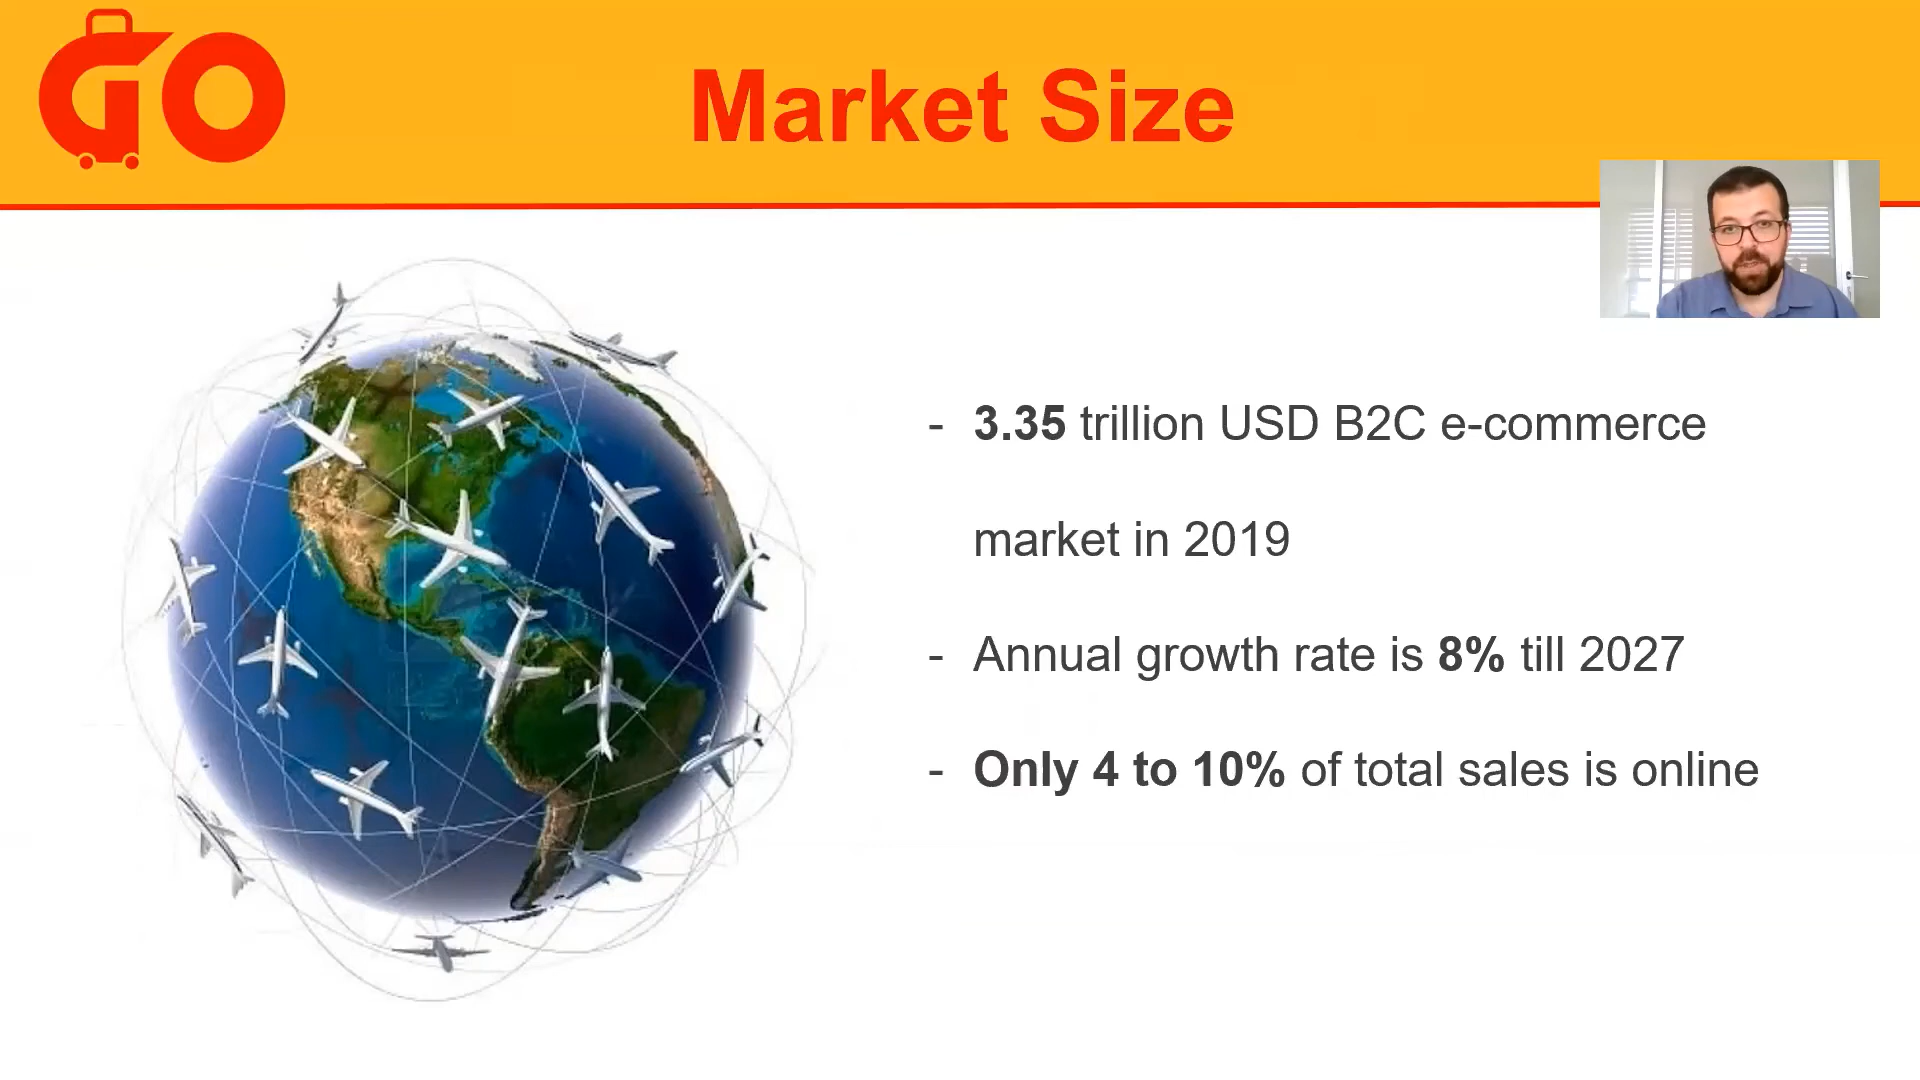 GO
Market Size
- 3.35 trillion USD B2C e-commerce
market in 2019
- Annual growth rate is 8% till 2027
- Only 4 to 10% of total sales is online